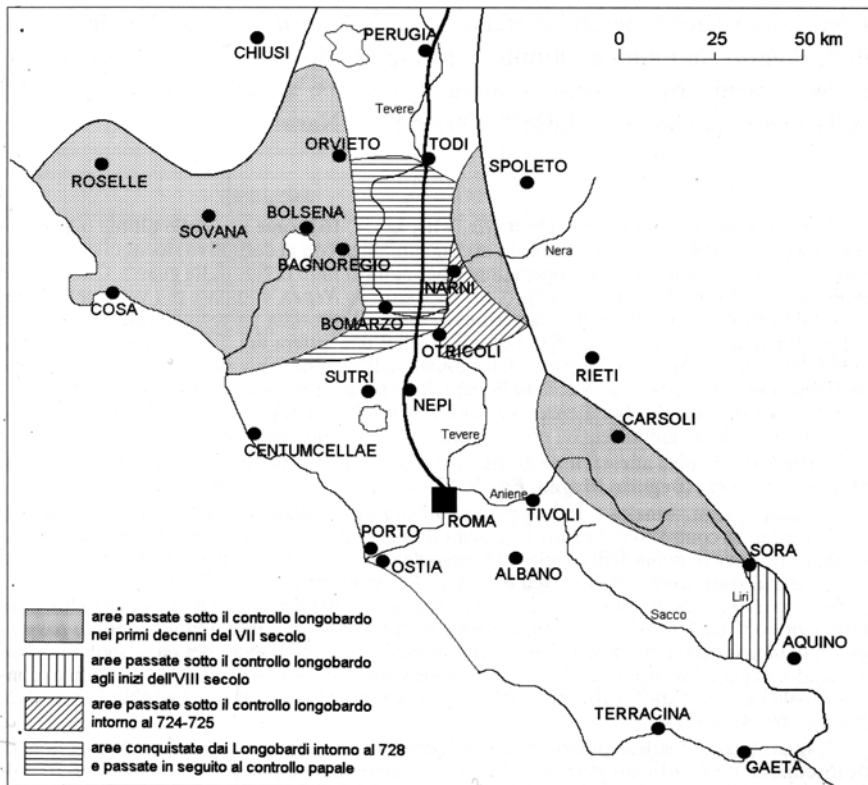 PERUGIA
CHIUSI
0 25 50 km
Tevere
ORVIETO
TODI
ROSELLE
SPOLETO
SOVANA
BOLSENA
BAGNOREGIO
Nera
NARNI
COSA
BOMARZO
OTRICOLI
RIETI
SUTRI
NEPI
CARSOLI
CENTUMCELLAE
Tevere
Aniene
ROMA
TIVOLI
PORTO
OSTIA
ALBANO
SORA
Liri
Sacco
AQUINO
TERRACINA
GAETA
aree passate sotto il controllo longobardo
nei primi decenni del VII secolo
aree passate sotto il controllo longobardo
agli inizi dell'VIII secolo
aree passate sotto il controllo longobardo
intorno al 724-725
aree conquistate dai Longobardi intorno al 728
e passate in seguito al controllo papale